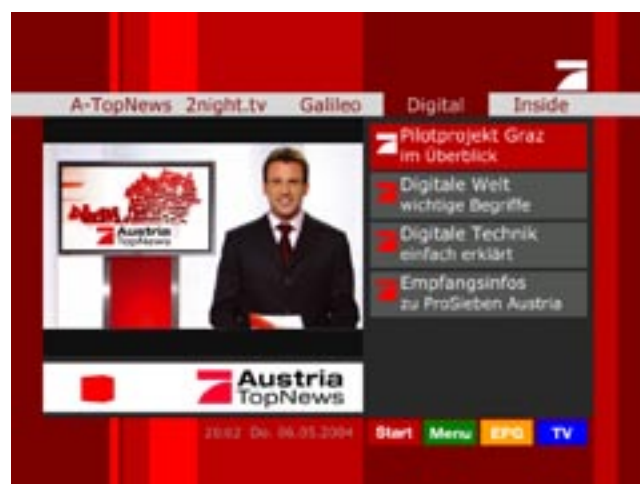 A-TopNews 2night.tv Galileo Digital Inside
Pilotprojekt Graz
im Überblick
Digitale Welt
wichtige Begriffe
Digitale Technik
einfach erklärt
Empfangsinfos
zu ProSieben Austria
Austria
TopNews
Austria
TopNews
20:02 Do. 06.05.2004 Start Menu EPG TV